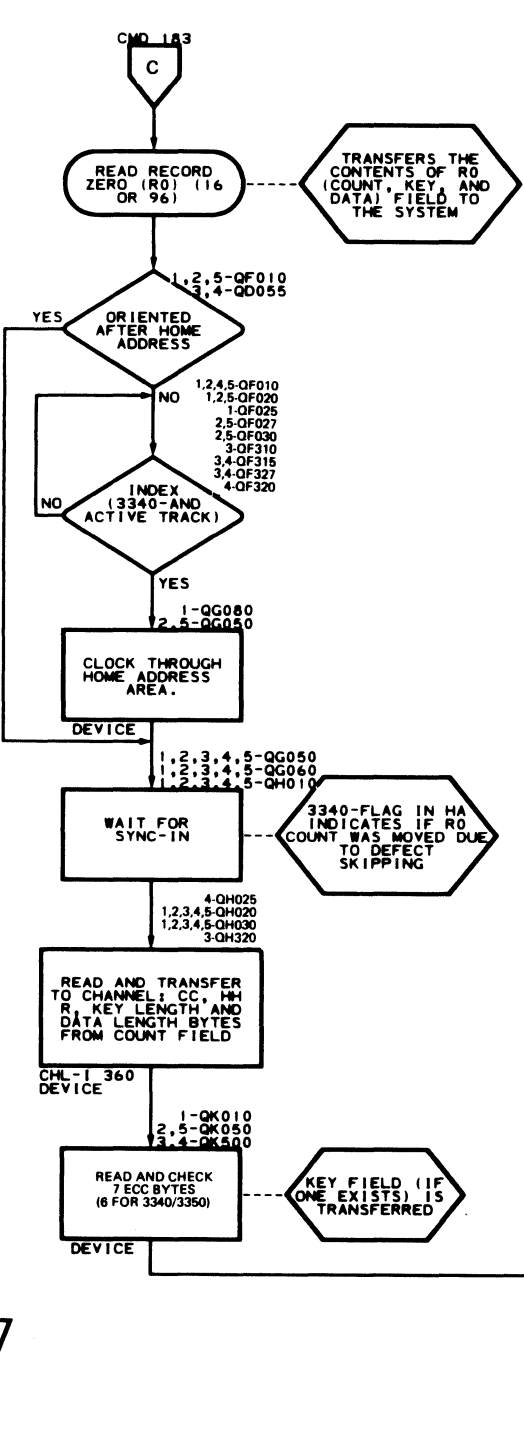 CMD 183
C
READ RECORD
ZERO (R0) (16
OR 96)
TRANSFERS THE
CONTENTS OF R0
(COUNT, KEY, AND
DATA) FIELD TO
THE SYSTEM
1,2,5-QF010
3,4-QD055
YES
ORIENTED
AFTER HOME
ADDRESS
NO
1,2,4,5-QF010
1,2,5-QF020
1-QF025
2,5-QF027
2,5-QF030
3-QF310
3,4-QF315
3,4-QF327
4-QF320
INDEX
(3340-AND
ACTIVE TRACK)
NO
YES
1-QG080
2,5-QG050
CLOCK THROUGH
HOME ADDRESS
AREA.
DEVICE
1,2,3,4,5-QG050
1,2,3,4,5-QG060
1,2,3,4,5-QH010
WAIT FOR
SYNC-IN
3340-FLAG IN HA
INDICATES IF R0
COUNT WAS MOVED DUE
TO DEFECT
SKIPPING
4-QH025
1,2,3,4,5-QH020
1,2,3,4,5-QH030
3-QH320
READ AND TRANSFER
TO CHANNEL: CC, HH
R, KEY LENGTH AND
DATA LENGTH BYTES
FROM COUNT FIELD
CHL-I 360
DEVICE
1-QK010
2,5-QK050
3,4-QK500
READ AND CHECK
7 ECC BYTES
(6 FOR 3340/3350)
KEY FIELD (IF
ONE EXISTS) IS
TRANSFERRED
DEVICE
7